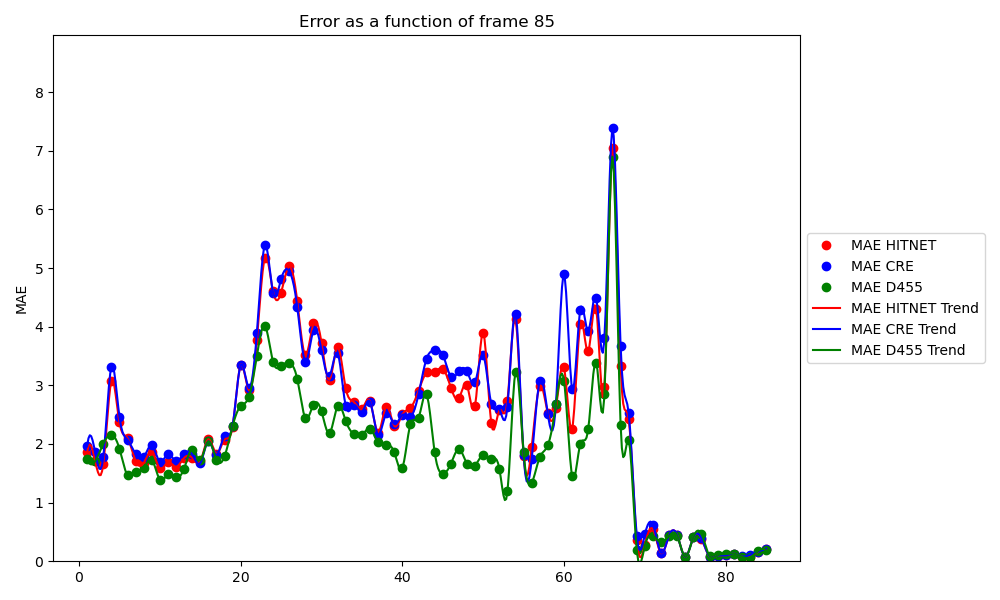 Error as a function of frame 85
MAE
8
7
6
5
4
3
2
1
0
0 20 40 60 80
MAE HITNET
MAE CRE
MAE D455
MAE HITNET Trend
MAE CRE Trend
MAE D455 Trend